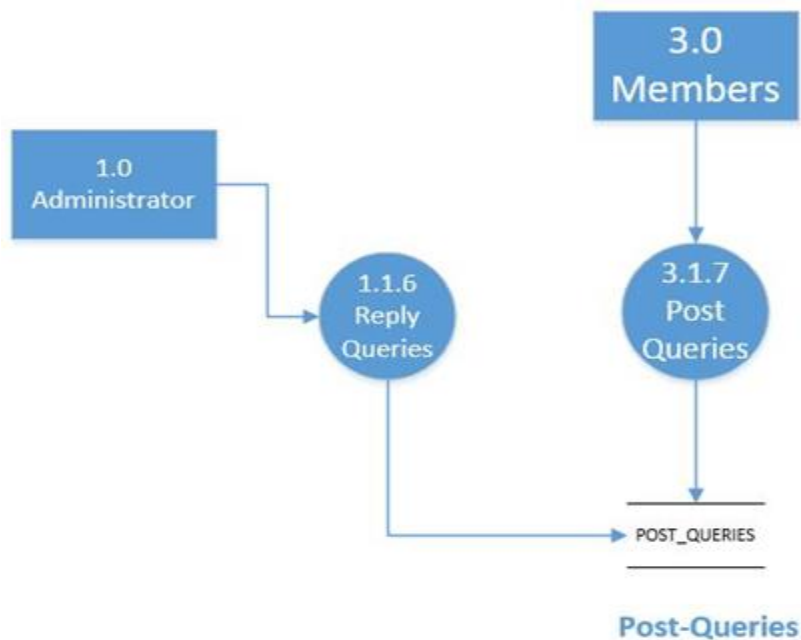 3.0
Members
1.0
Administrator
1.1.6
Reply
Queries
3.1.7
Post
Queries
POST_QUERIES
Post-Queries